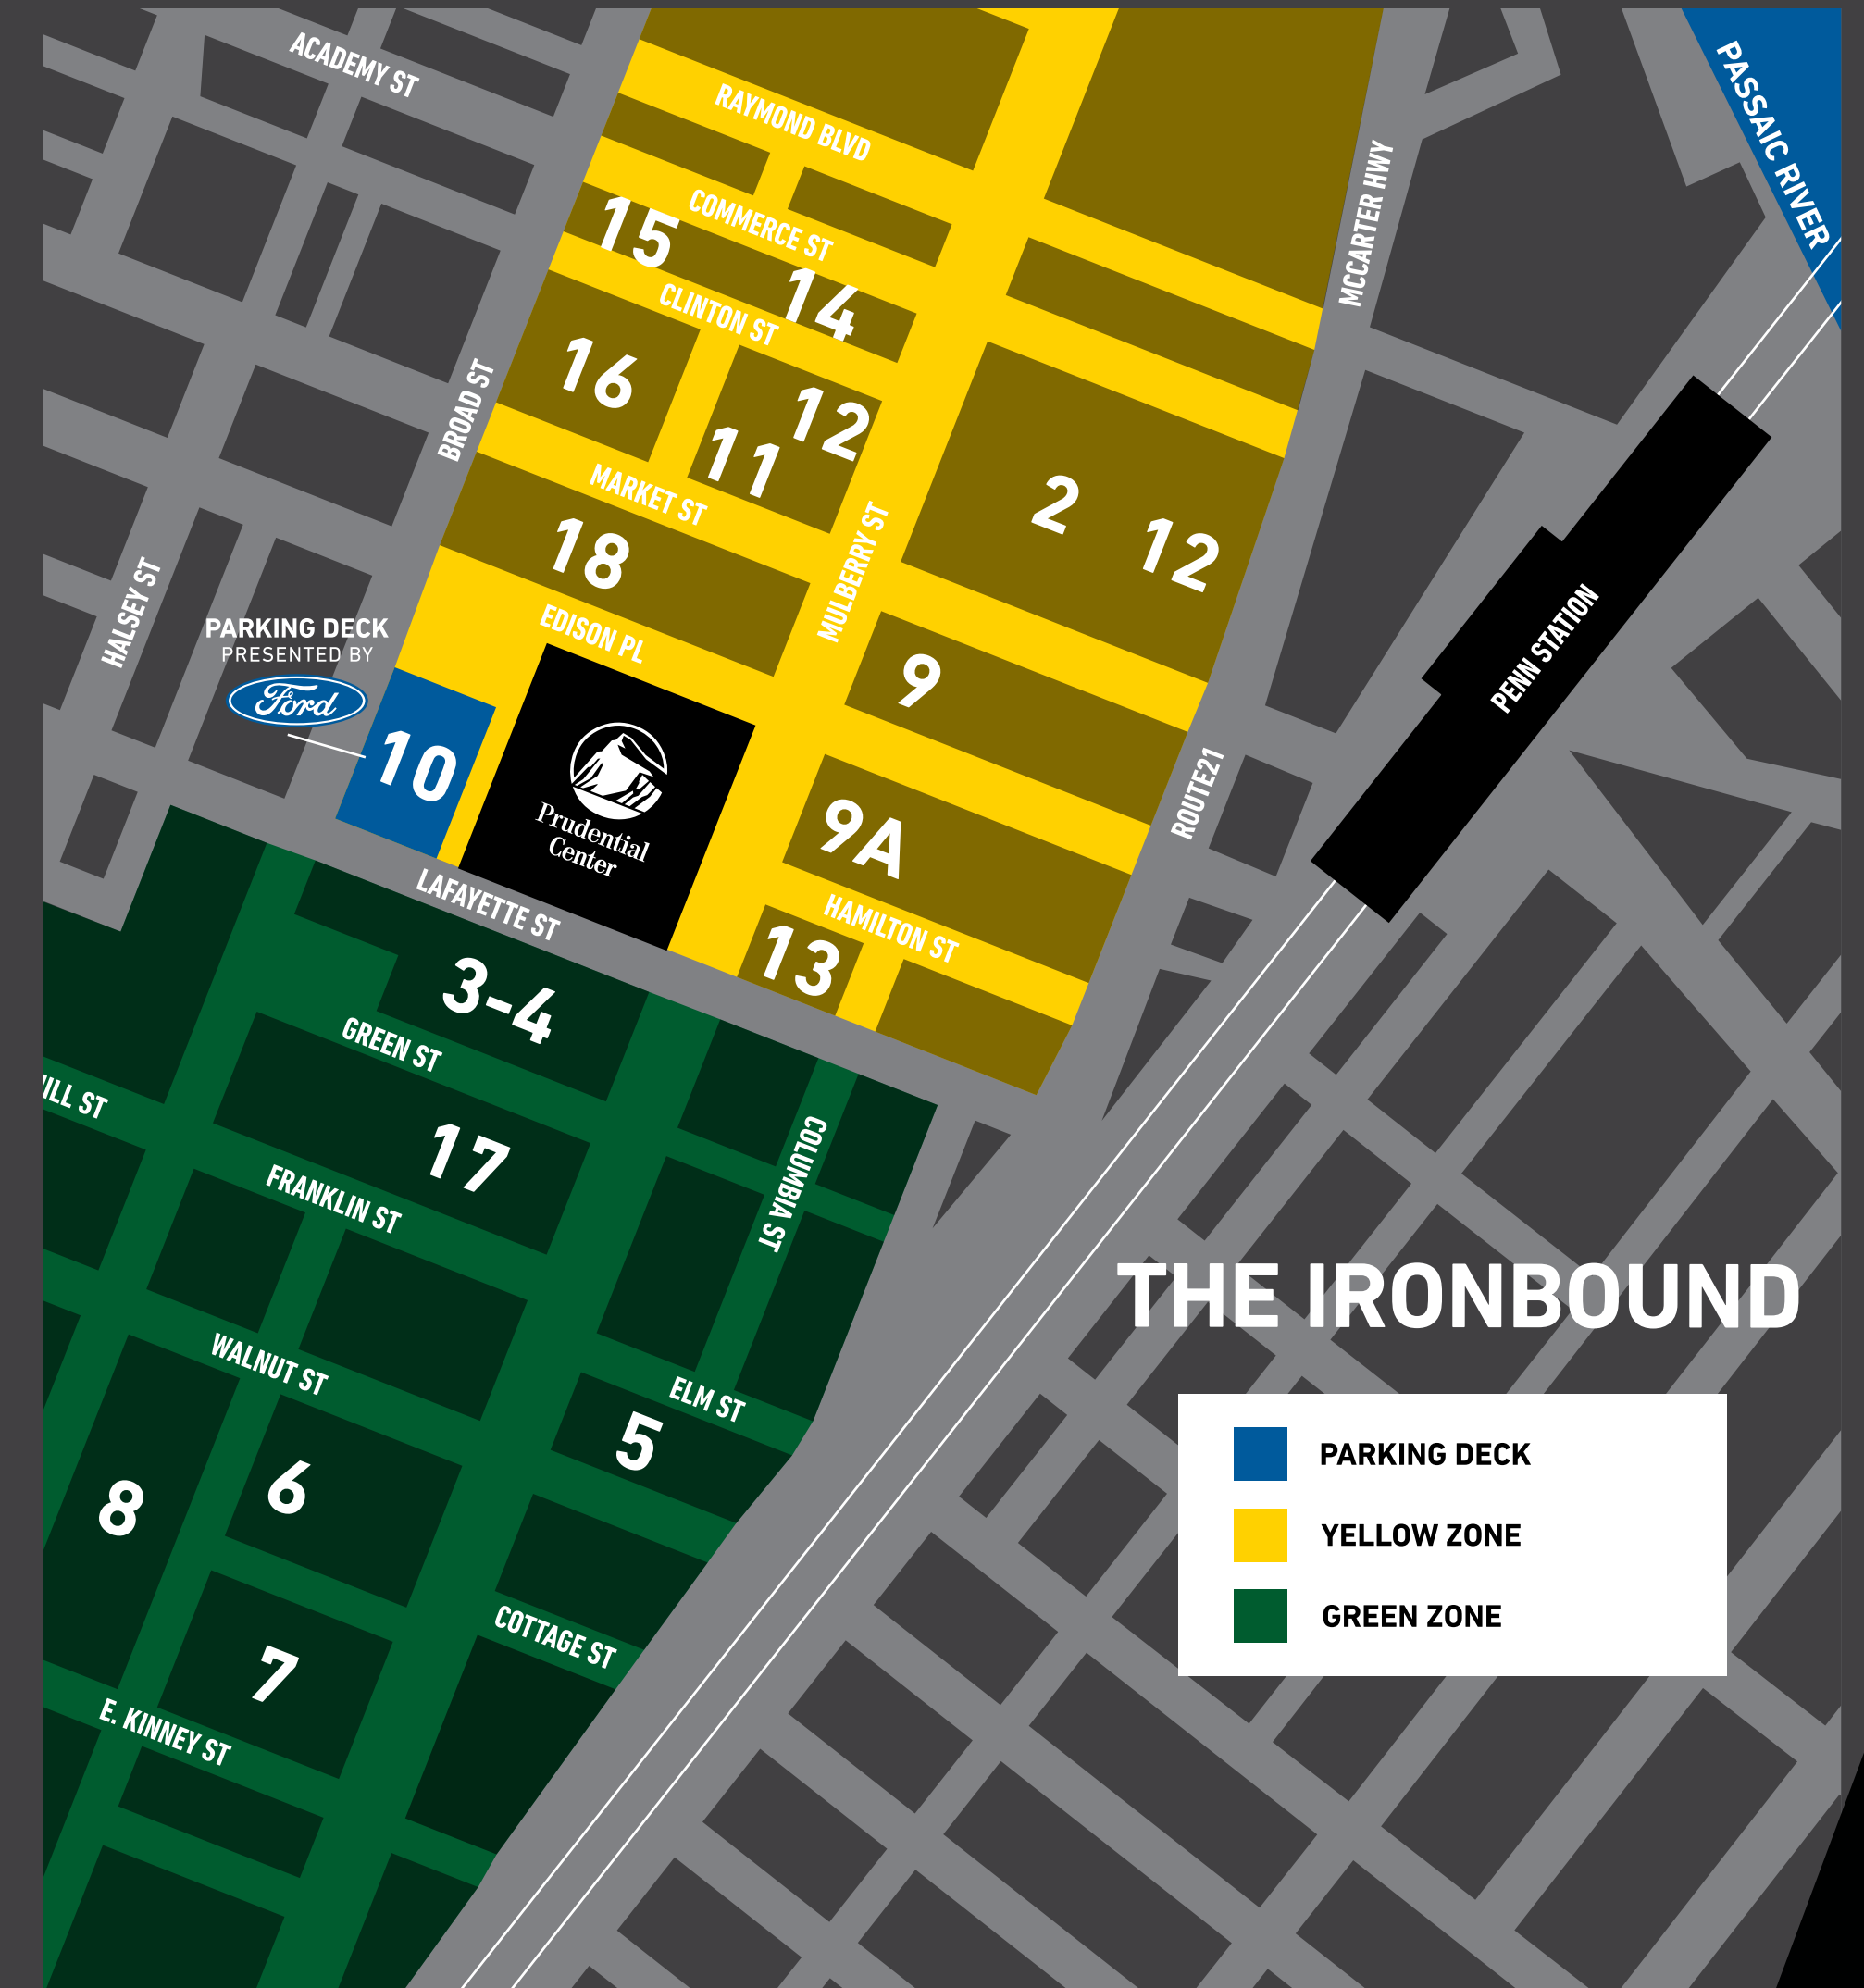 ACADEMY ST
PASSAIC RIVER
RAYMOND BLVD
MCCARTER HWY
COMMERCE ST
15
14
CLINTON ST
16
12
11
BROAD ST
MARKET ST
2
12
18
MULBERRY ST
HALSEY ST
EDISON PL
PENN STATION
PARKING DECK
PRESENTED BY
Ford
9
10
Prudential
Center
ROUTE 21
9A
LAFAYETTE ST
HAMILTON ST
13
3-4
GREEN ST
ILL ST
17
COLUMBIA ST
FRANKLIN ST
THE IRONBOUND
WALNUT ST
ELM ST
5
6
8
PARKING DECK
YELLOW ZONE
GREEN ZONE
COTTAGE ST
7
E. KINNEY ST